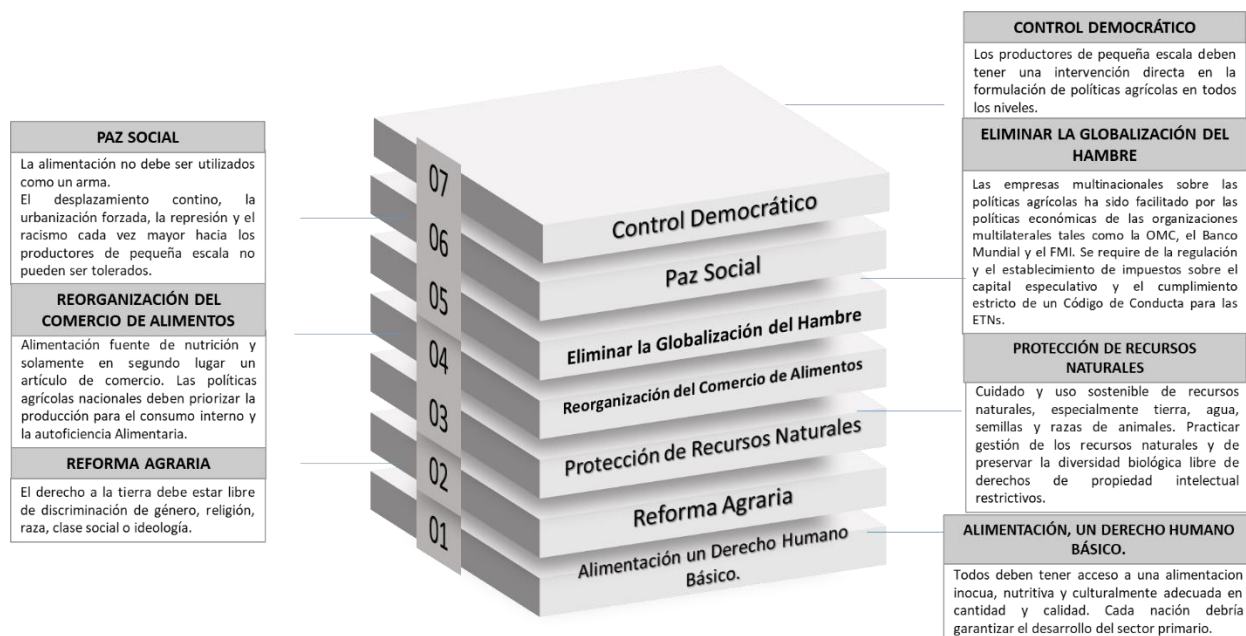 PAZ SOCIAL
La alimentación no debe ser utilizados
como un arma.
El desplazamiento contino, la
urbanización forzada, la represión y el
racismo cada vez mayor hacia los
productores de pequeña escala no
pueden ser tolerados.
REORGANIZACIÓN DEL
COMERCIO DE ALIMENTOS
Alimentación fuente de nutrición y
solamente en segundo lugar un
artículo de comercio. Las políticas
agrícolas nacionales deben priorizar la
producción para el consumo interno y
la autoficiencia Alimentaria.
REFORMA AGRARIA
El derecho a la tierra debe estar libre
de discriminación de género, religión,
raza, clase social o ideología.
07
Control Democrático
06
Paz Social
05
Eliminar la Globalización del Hambre
04
Reorganización del Comercio de Alimentos
03
Protección de Recursos Naturales
02
Reforma Agraria
01
Alimentación un Derecho Humano
Básico.
CONTROL DEMOCRÁTICO
Los productores de pequeña escala deben
tener una intervención directa en la
formulación de políticas agrícolas en todos
los niveles.
ELIMINAR LA GLOBALIZACIÓN DEL
HAMBRE
Las empresas multinacionales sobre las
políticas agrícolas ha sido facilitado por las
políticas económicas de las organizaciones
multilaterales tales como la OMC, el Banco
Mundial y el FMI. Se require de la regulación
y el establecimiento de impuestos sobre el
capital especulativo y el cumplimiento
estricto de un Código de Conducta para las
ETNs.
PROTECCIÓN DE RECURSOS
NATURALES
Cuidado y uso sostenible de recursos
naturales, especialmente tierra, agua,
semillas y razas de animales. Practicar
gestión de los recursos naturales y de
preservar la diversidad biológica libre de
derechos de propiedad intelectual
restrictivos.
ALIMENTACIÓN, UN DERECHO HUMANO
BÁSICO.
Todos deben tener acceso a una alimentacion
inocua, nutritiva y culturalmente adecuada en
cantidad y calidad. Cada nación debería
garantizar el desarrollo del sector primario.